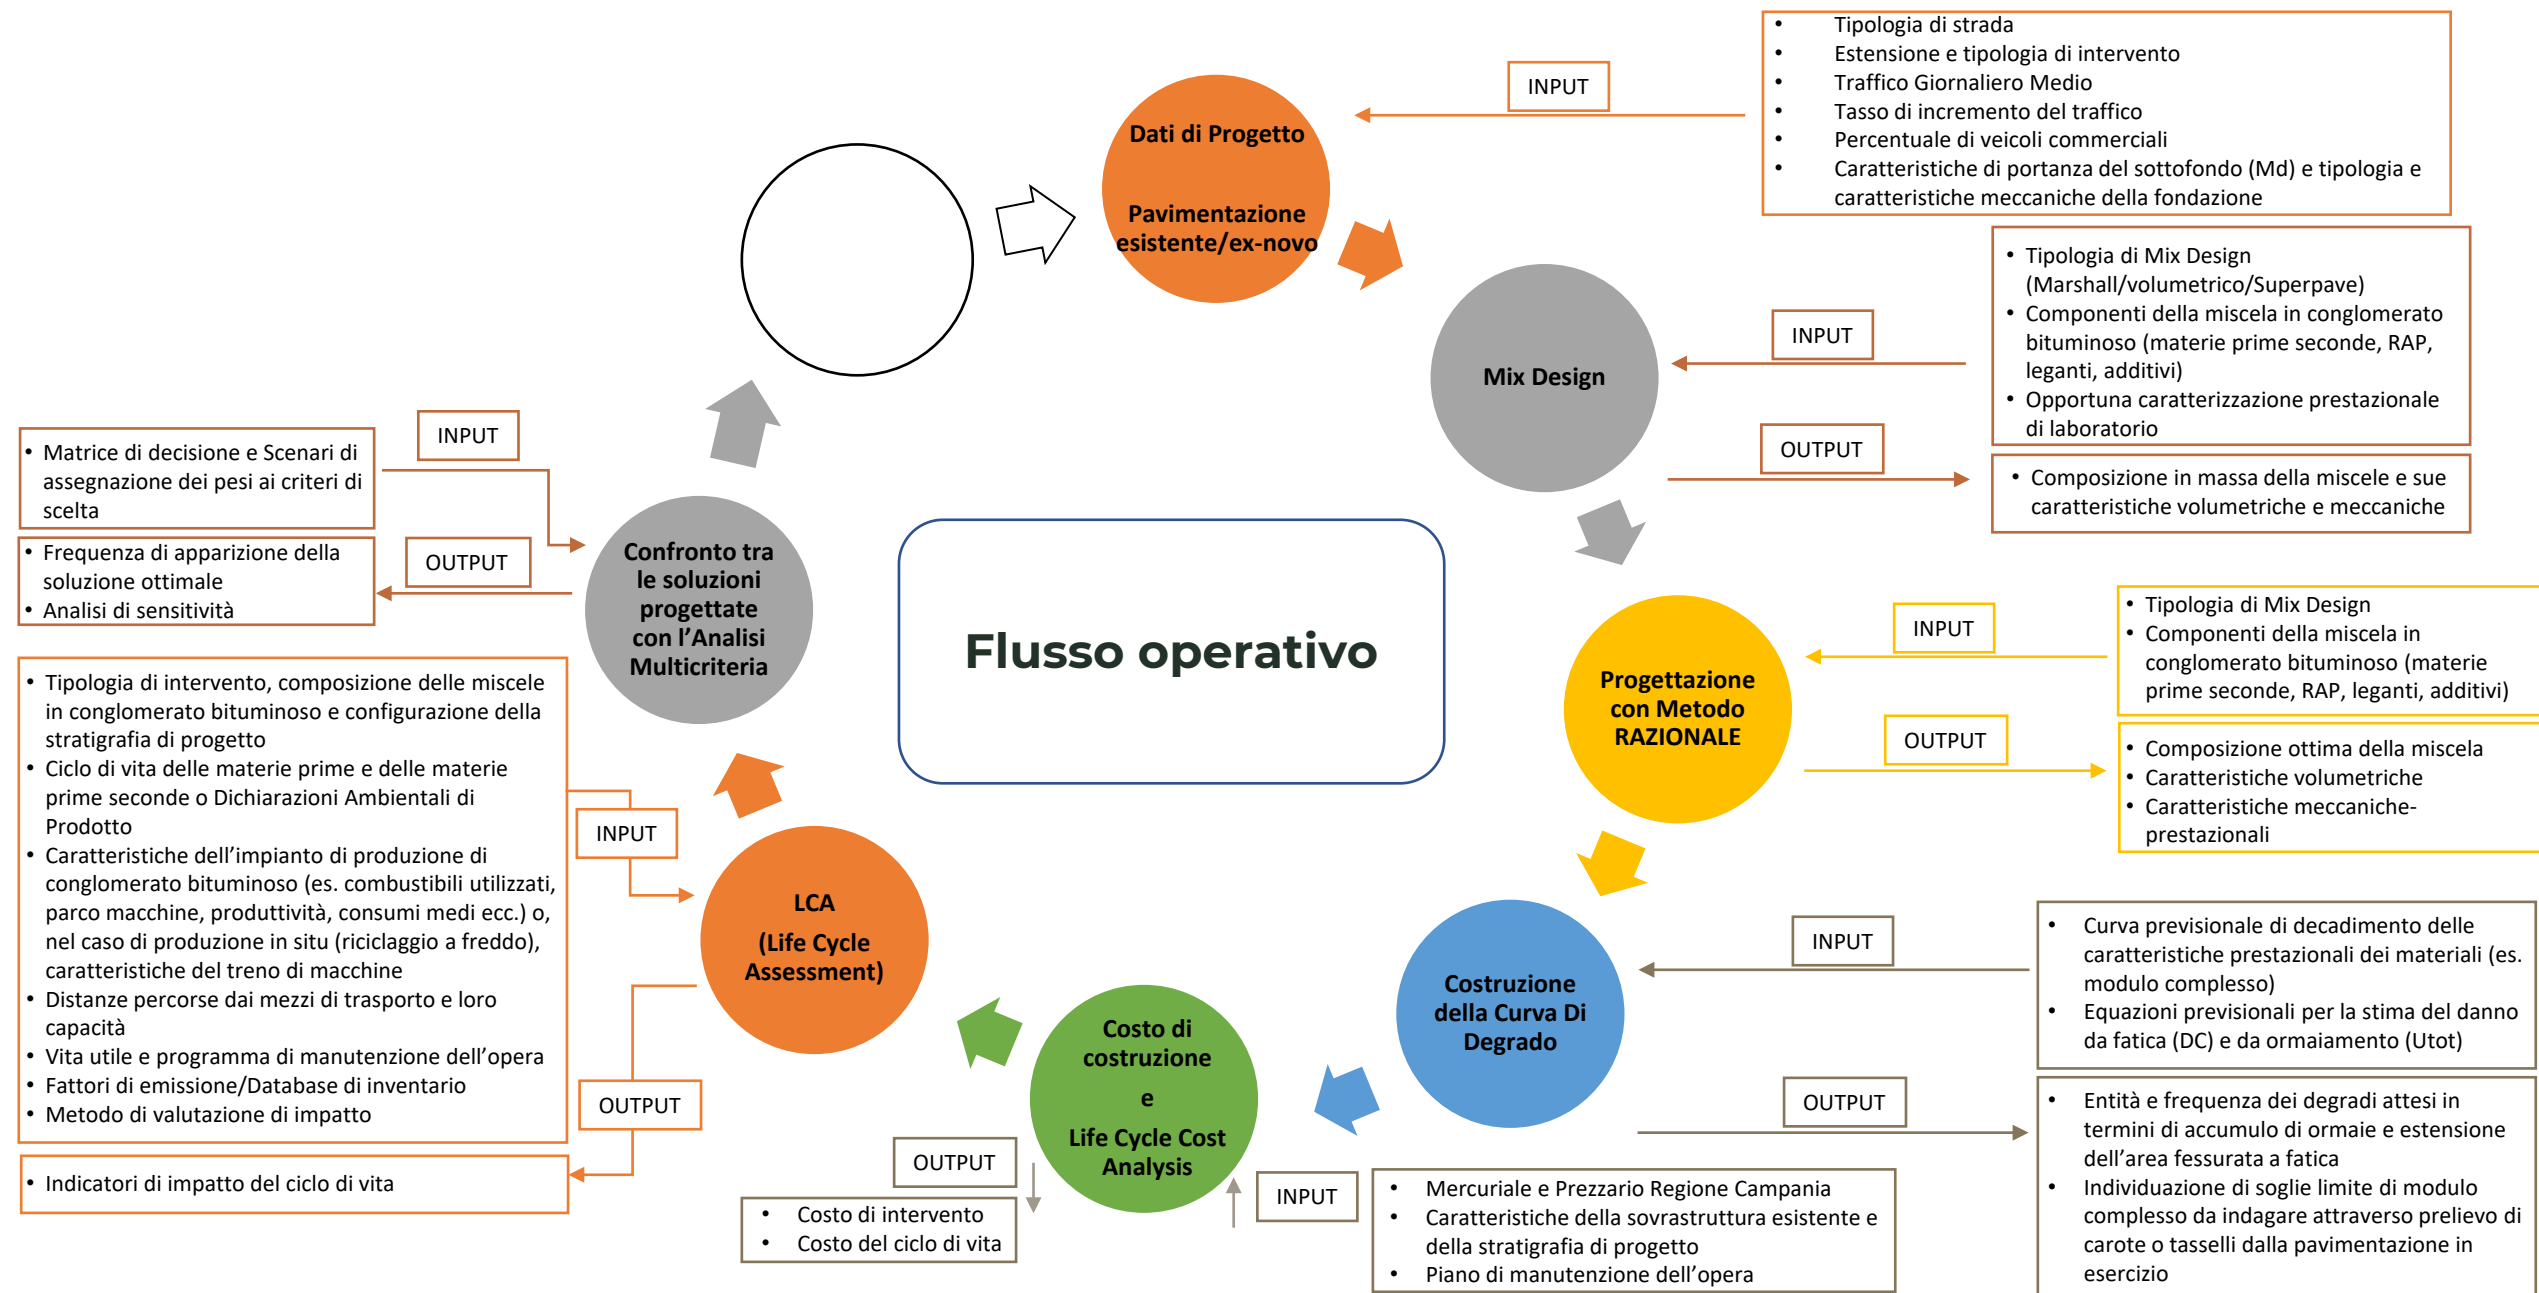 Dati di Progetto
Pavimentazione
esistente/ex-novo
INPUT
• Tipologia di strada
• Estensione e tipologia di intervento
• Traffico Giornaliero Medio
• Tasso di incremento del traffico
• Percentuale di veicoli commerciali
• Caratteristiche di portanza del sottofondo (Md) e tipologia e
caratteristiche meccaniche della fondazione
Mix Design
INPUT
• Tipologia di Mix Design
(Marshall/volumetrico/Superpave)
• Componenti della miscela in conglomerato
bituminoso (materie prime seconde, RAP,
leganti, additivi)
• Opportuna caratterizzazione prestazionale
di laboratorio
OUTPUT
• Composizione in massa della miscele e sue
caratteristiche volumetriche e meccaniche
Progettazione
con Metodo
RAZIONALE
INPUT
• Tipologia di Mix Design
• Componenti della miscela in
conglomerato bituminoso (materie
prime seconde, RAP, leganti, additivi)
OUTPUT
• Composizione ottima della miscela
• Caratteristiche volumetriche
• Caratteristiche meccaniche-
prestazionali
Costruzione
della Curva Di
Degrado
INPUT
• Curva previsionale di decadimento delle
caratteristiche prestazionali dei materiali (es.
modulo complesso)
• Equazioni previsionali per la stima del danno
da fatica (DC) e da ormaiamento (Utot)
OUTPUT
• Entità e frequenza dei degradi attesi in
termini di accumulo di ormaie e estensione
dell'area fessurata a fatica
• Individuazione di soglie limite di modulo
complesso da indagare attraverso prelievo di
carote o tasselli dalla pavimentazione in
esercizio
Costo di
costruzione
e
Life Cycle Cost
Analysis
INPUT
• Mercuriale e Prezzario Regione Campania
• Caratteristiche della sovrastruttura esistente e
della stratigrafia di progetto
• Piano di manutenzione dell'opera
OUTPUT
• Costo di intervento
• Costo del ciclo di vita
LCA
(Life Cycle
Assessment)
INPUT
• Tipologia di intervento, composizione delle miscele
in conglomerato bituminoso e configurazione della
stratigrafia di progetto
• Ciclo di vita delle materie prime e delle materie
prime seconde o Dichiarazioni Ambientali di
Prodotto
• Caratteristiche dell'impianto di produzione di
conglomerato bituminoso (es. combustibili utilizzati,
parco macchine, produttività, consumi medi ecc.) o,
nel caso di produzione in situ (riciclaggio a freddo),
caratteristiche del treno di macchine
• Distanze percorse dai mezzi di trasporto e loro
capacità
• Vita utile e programma di manutenzione dell'opera
• Fattori di emissione/Database di inventario
• Metodo di valutazione di impatto
OUTPUT
• Indicatori di impatto del ciclo di vita
Confronto tra
le soluzioni
progettate
con l'Analisi
Multicriteria
INPUT
• Matrice di decisione e Scenari di
assegnazione dei pesi ai criteri di
scelta
OUTPUT
• Frequenza di apparizione della
soluzione ottimale
• Analisi di sensitività
Flusso operativo